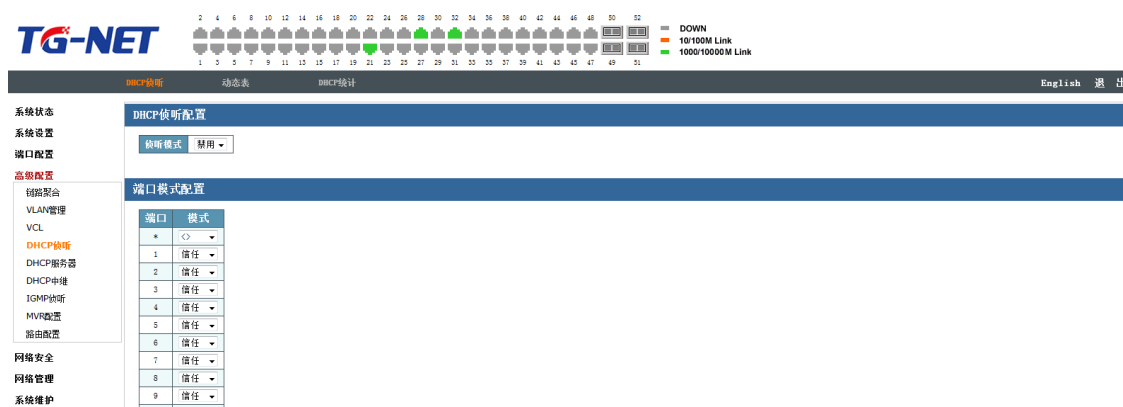 TG-NET
2 4 6 8 10 12 14 16 18 20 22 24 26 28 30 32 34 36 38 40 42 44 46 48 50 52
1 3 5 7 9 11 13 15 17 19 21 23 25 27 29 31 33 35 37 39 41 43 45 47 49 51
DOWN
10/100M Link
1000/10000M Link
DHCP侦听 动态表 DHCP统计 English 退 出
系统状态
系统设置
端口配置
高级配置
链路聚合
VLAN管理
VCL
DHCP侦听
DHCP服务器
DHCP中继
IGMP侦听
MVR配置
路由配置
网络安全
网络管理
系统维护
DHCP侦听配置
侦听模式 禁用
端口模式配置
端口 模式
* <>
1 信任
2 信任
3 信任
4 信任
5 信任
6 信任
7 信任
8 信任
9 信任